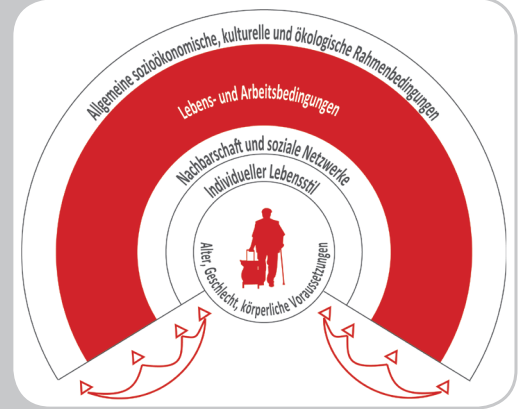 Allgemeine sozioökonomische, kulturelle und ökologische Rahmenbedingungen
Lebens- und Arbeitsbedingungen
Nachbarschaft und soziale Netzwerke
Individueller Lebensstil
Alter, Geschlecht, körperliche Voraussetzungen